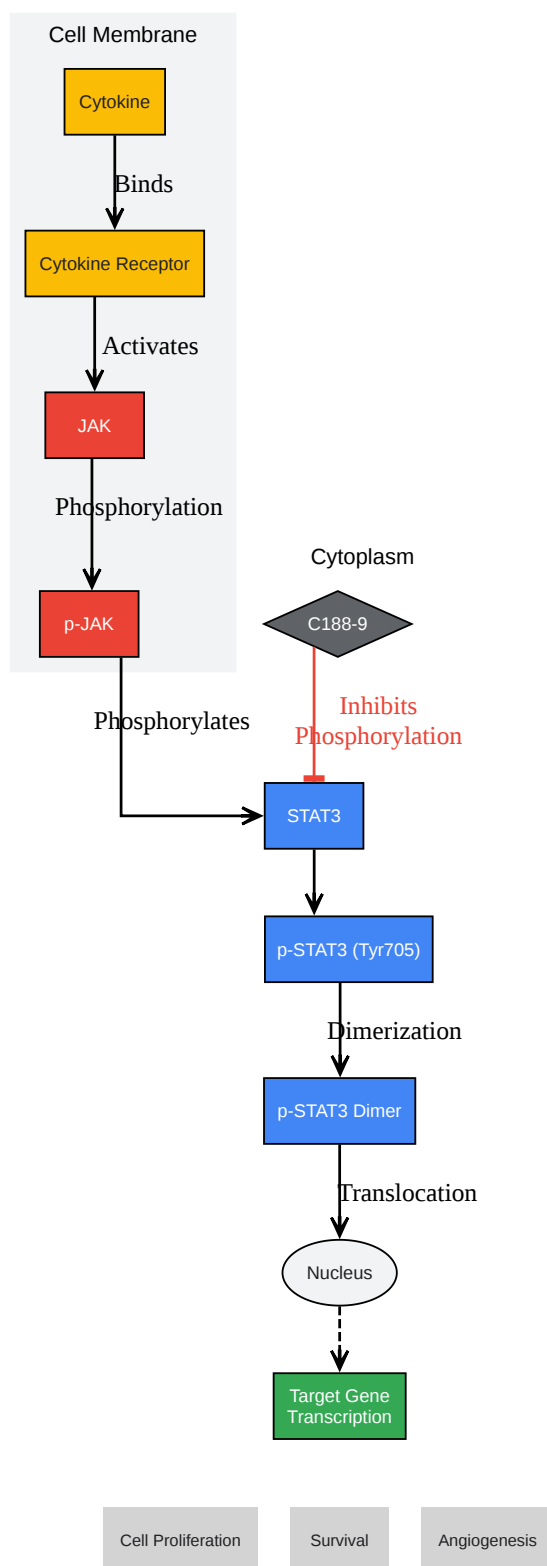 Cell Membrane
Cytokine
Binds
Cytokine Receptor
Activates
JAK
Phosphorylation
Cytoplasm
p-JAK
C188-9
Phosphorylates
Inhibits
Phosphorylation
STAT3
p-STAT3 (Tyr705)
Dimerization
p-STAT3 Dimer
Translocation
Nucleus
Target Gene
Transcription
Cell Proliferation
Survival
Angiogenesis